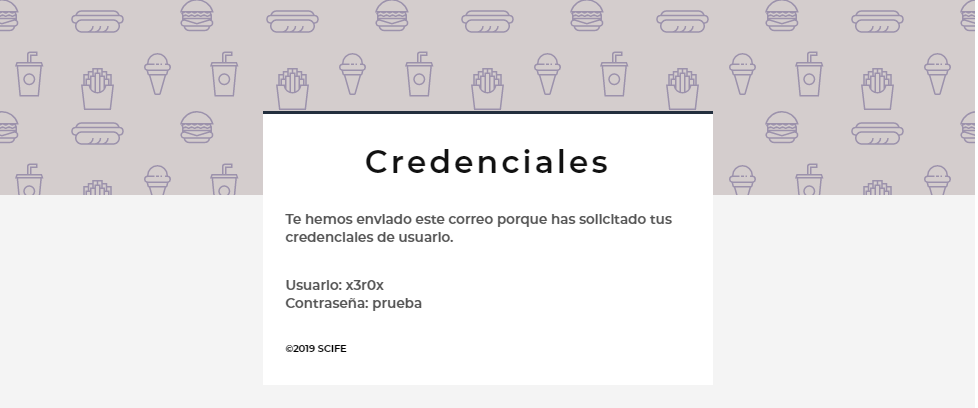 Credenciales
Te hemos enviado este correo porque has solicitado tus
credenciales de usuario.
Usuario: x3r0x
Contraseña: prueba
©2019 SCIFE